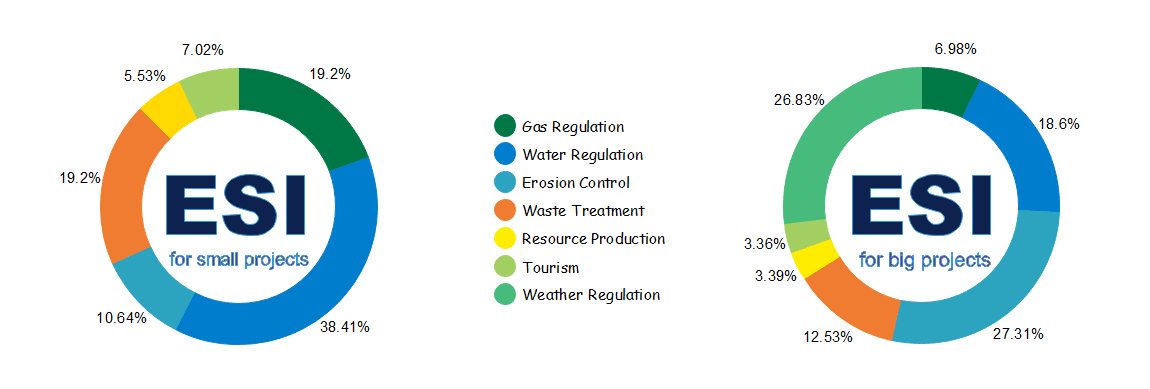 7.02%
5.53%
19.2%
19.2%
10.64%
38.41%
ESI
for small projects
Gas Regulation
Water Regulation
Erosion Control
Waste Treatment
Resource Production
Tourism
Weather Regulation
6.98%
26.83%
18.6%
3.36%
3.39%
12.53%
27.31%
ESI
for big projects